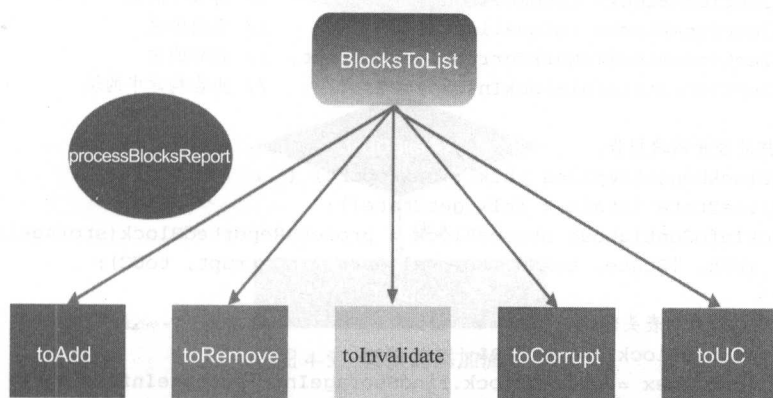 BlocksToList
processBlocksReport
toAdd
toRemove
toInvalidate
toCorrupt
toUC